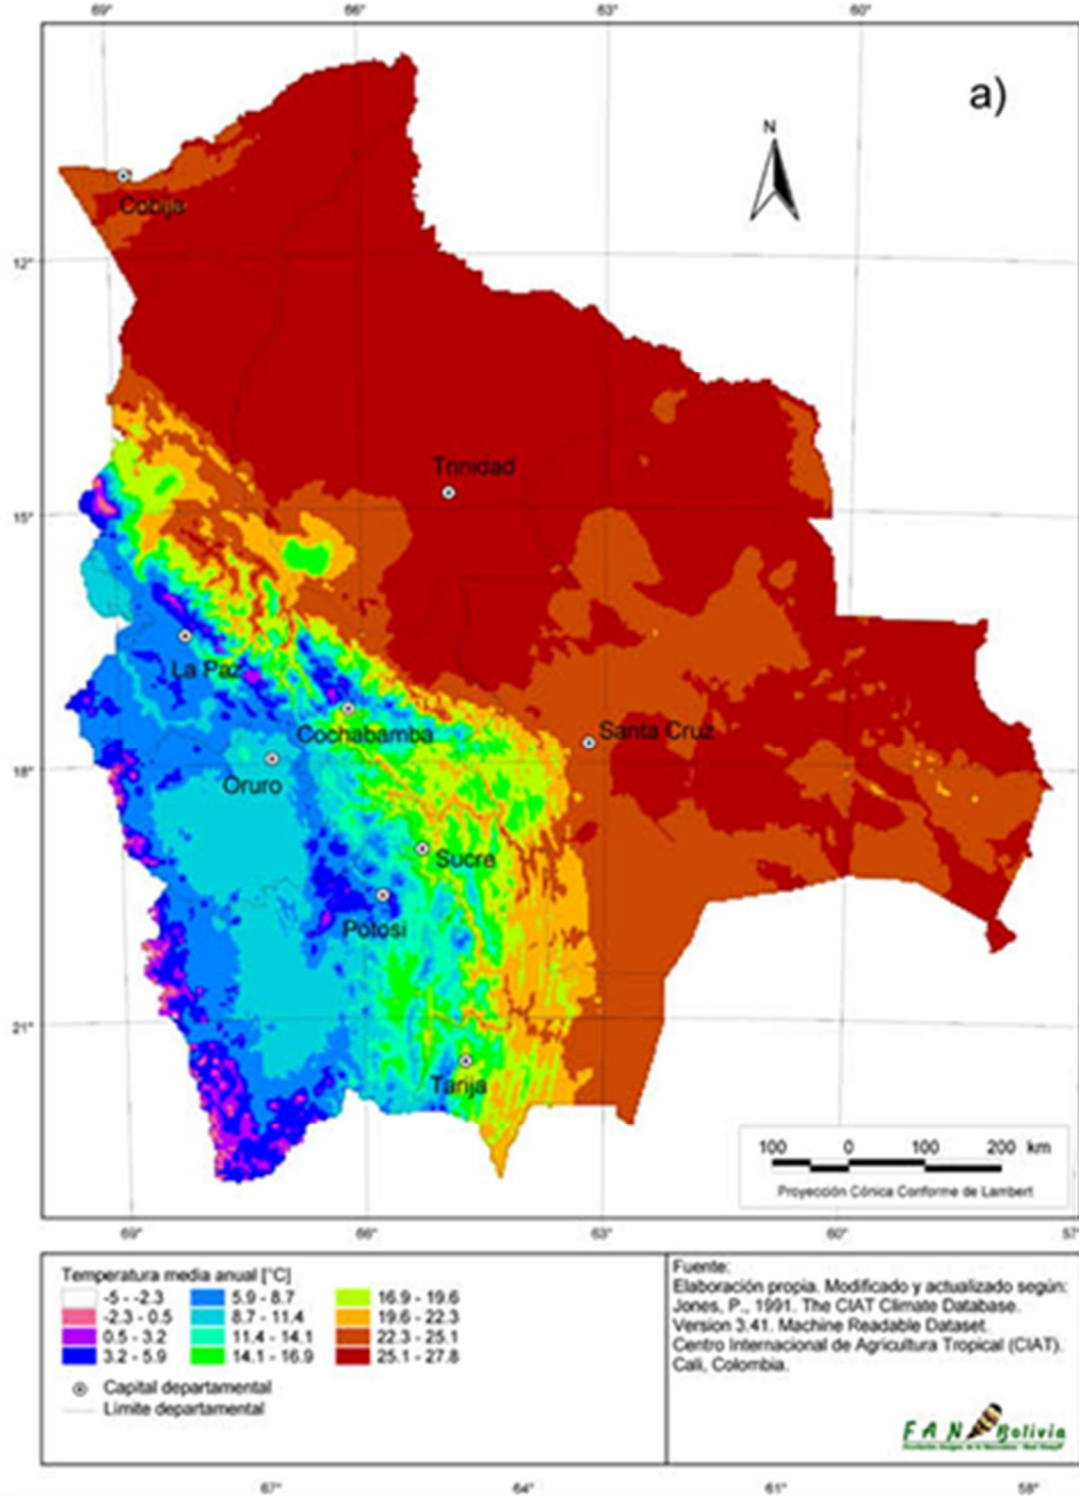 69° 66° 63° 60°
a)
N
Cobija
12°
Trinidad
15°
La Paz
Cochabamba
Santa Cruz
Oruro
18°
Sucre
Potosi
Tarija
21°
100 0 100 200 km
Proyección Cónica Conforme de Lambert
69° 66° 63° 60° 57°
Temperatura media anual [°C]
-5 - -2.3
-2.3 - 0.5
0.5 - 3.2
3.2 - 5.9
5.9 - 8.7
8.7 - 11.4
11.4 - 14.1
14.1 - 16.9
16.9 - 19.6
19.6 - 22.3
22.3 - 25.1
25.1 - 27.8
Capital departamental
Límite departamental
Fuente:
Elaboración propia. Modificado y actualizado según:
Jones, P., 1991. The CIAT Climate Database.
Version 3.41. Machine Readable Dataset.
Centro Internacional de Agricultura Tropical (CIAT).
Cali, Colombia.
FAN Bolivia
67° 64° 61° 58°